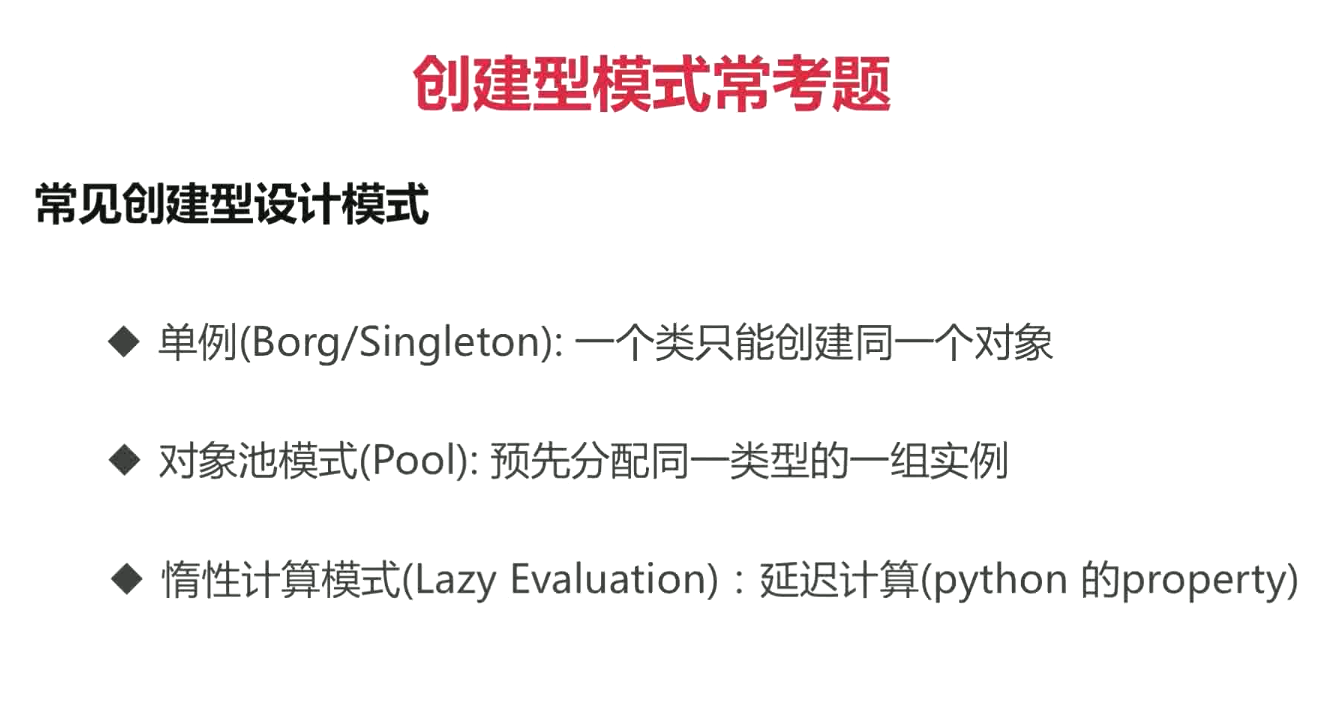 创建型模式常考题
常见创建型设计模式
◆ 单例(Borg/Singleton): 一个类只能创建同一个对象
◆ 对象池模式(Pool): 预先分配同一类型的一组实例
◆ 惰性计算模式(Lazy Evaluation)：延迟计算(python 的property)